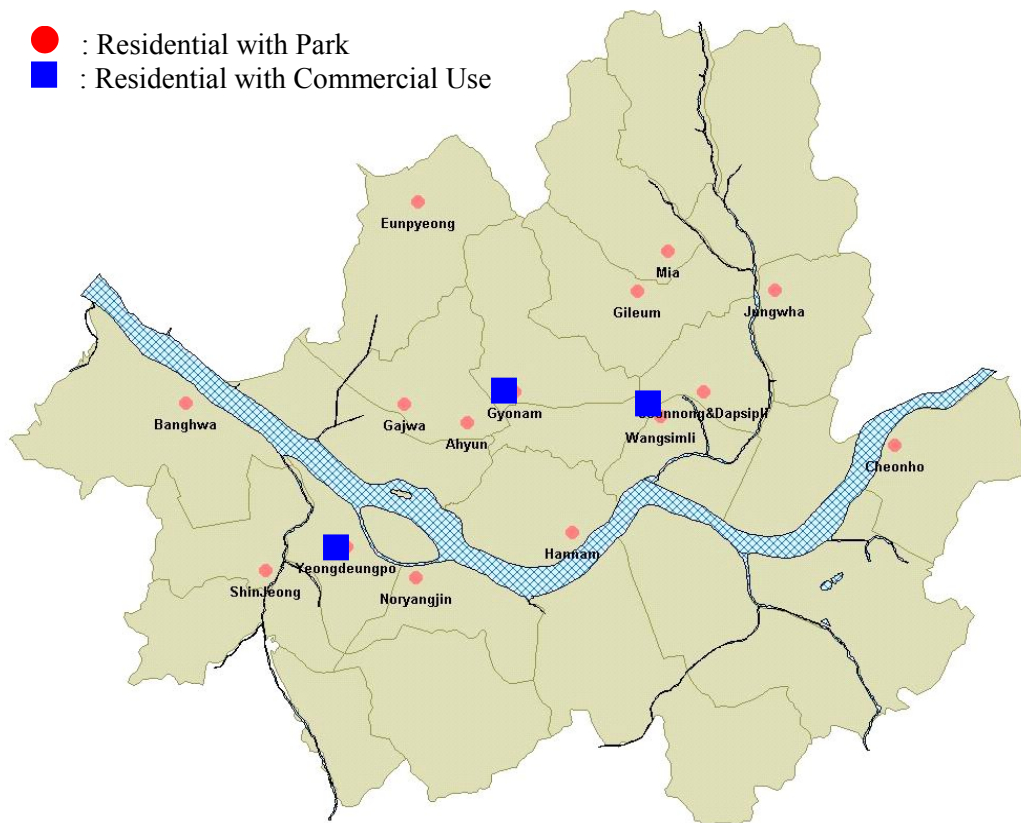 : Residential with Park
: Residential with Commercial Use
Eunpyeong
Mia
Gileum
Jungwha
Banghwa
Gajwa
Ahyun
Gyonam
&Dapsipli
Wangsimli
Cheonho
Hannam
Yeongdeungpo
ShinJeong
Noryangjin